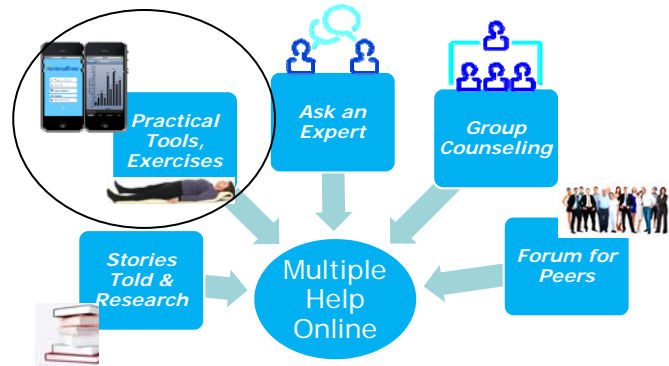 Practical
Tools,
Exercises
Ask an
Expert
Group
Counseling
Stories
Told &
Research
Multiple
Help
Online
Forum for
Peers